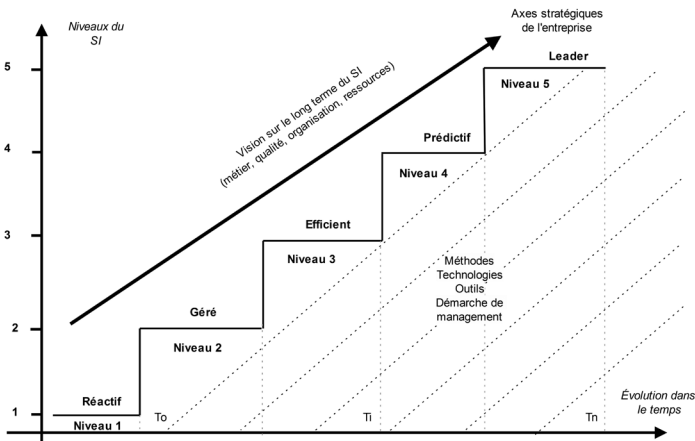 Niveaux du
SI
Axes stratégiques
de l'entreprise
Leader
5
Niveau 5
Vision sur le long terme du SI
(métier, qualité, organisation, ressources)
Prédictif
4
Niveau 4
Efficient
3
Niveau 3
Méthodes
Technologies
Outils
Démarche de
management
Géré
2
Niveau 2
Réactif
1
Niveau 1
To
Ti
Tn
Évolution dans
le temps